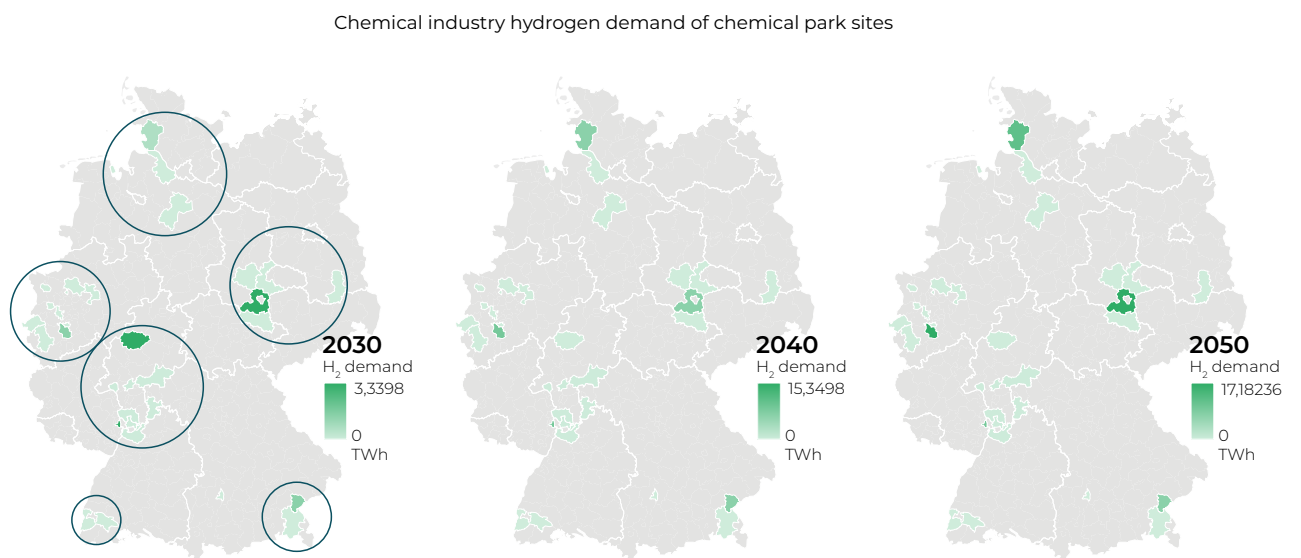 Chemical industry hydrogen demand of chemical park sites
2030
H₂ demand
3,3398
0
TWh
2040
H₂ demand
15,3498
0
TWh
2050
H₂ demand
17,18236
0
TWh